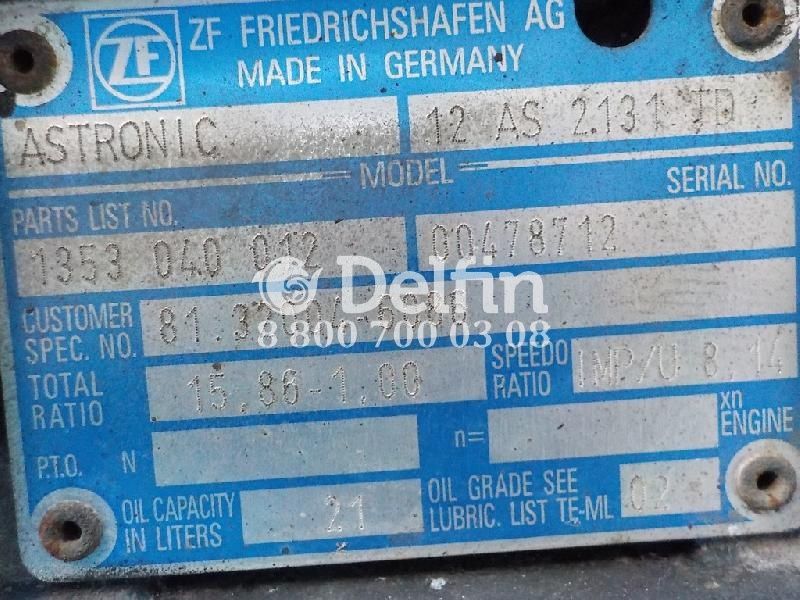 ZF ZF FRIEDRICHSHAFEN AG
MADE IN GERMANY
ASTRONIC 12 AS 2131 TD
MODEL SERIAL NO.
PARTS LIST NO.
1353 040 012 00478712
Delfin
8 800 700 03 08
CUSTOMER
SPEC. NO.
TOTAL
RATIO 15,86-1,00
SPEEDO
RATIO IMP/U 8,14
P.T.O. N n= xn
ENGINE
OIL CAPACITY
IN LITERS 21
OIL GRADE SEE
LUBRIC. LIST TE-ML 02